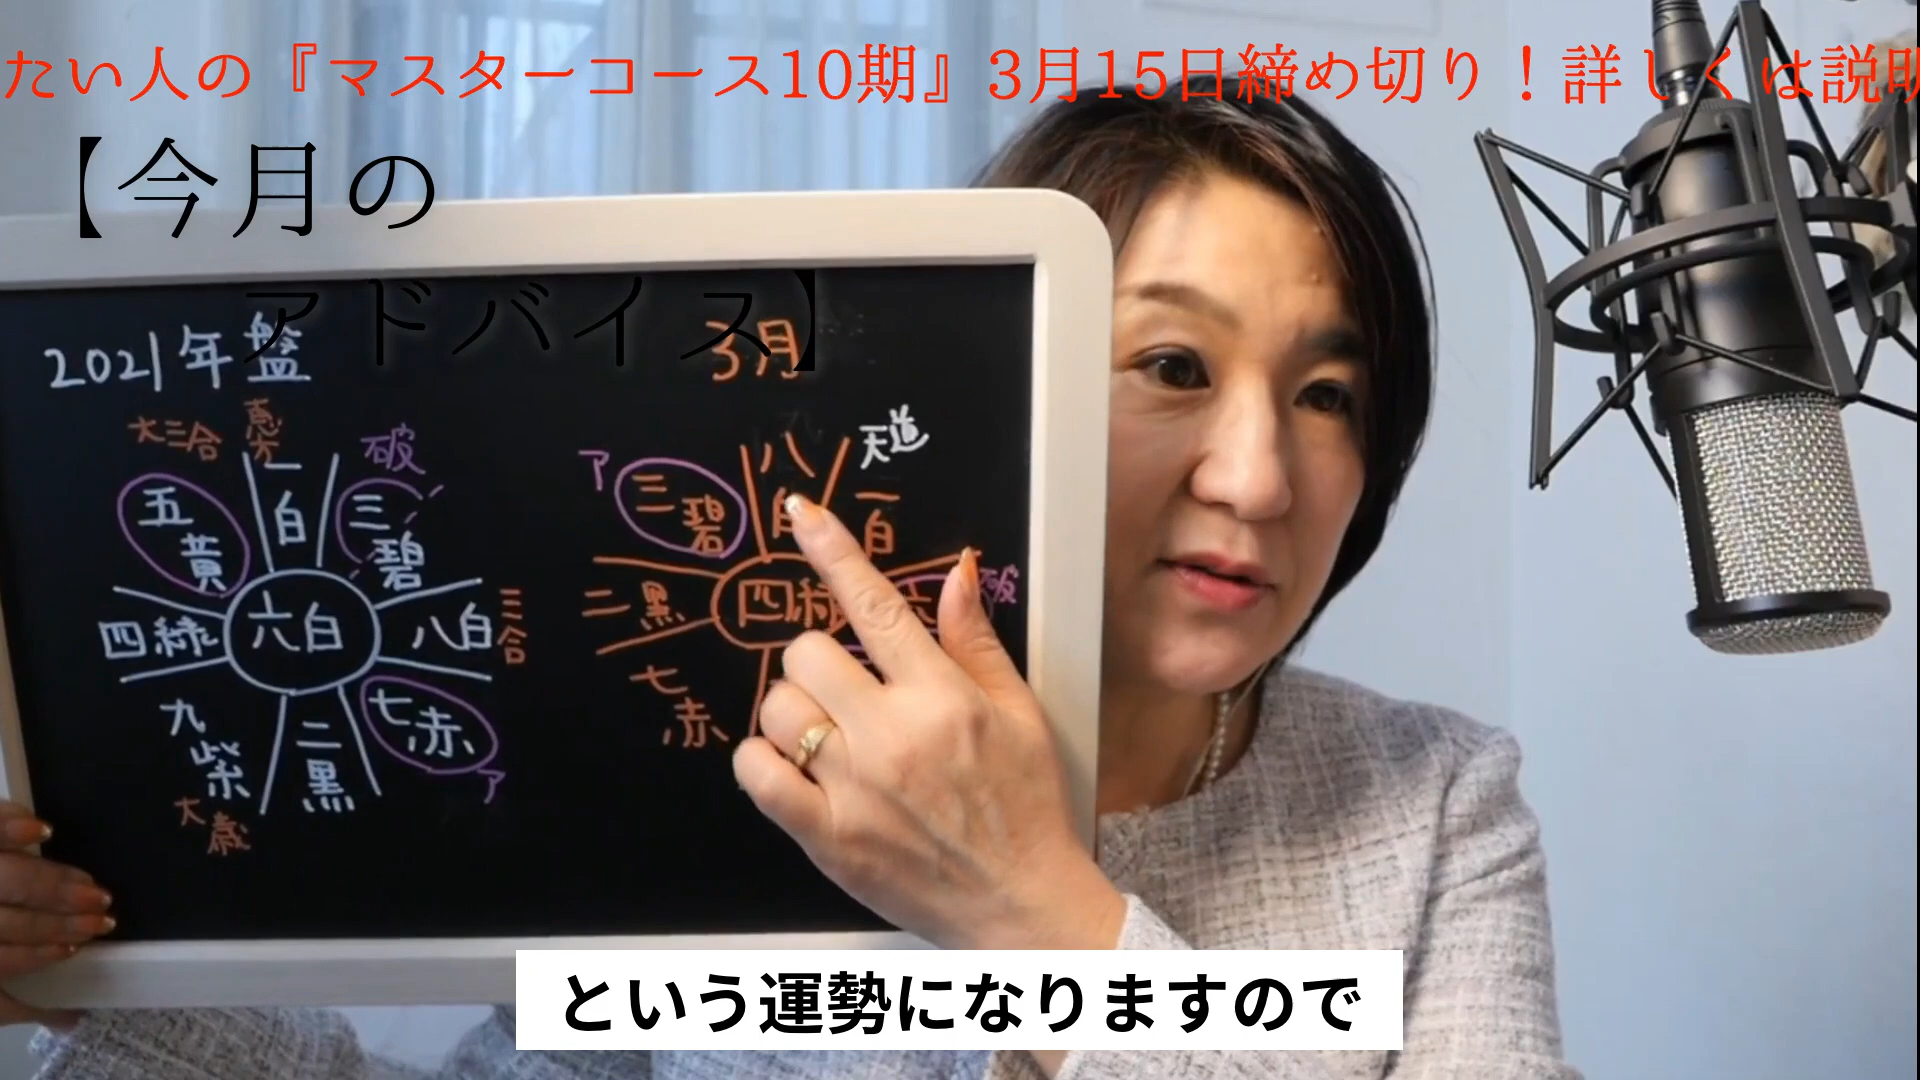 たい人の『マスターコース10期』3月15日締め切り！詳しくは説明
【今月の
アドバイス】
2021年盤
大三合
恵方
破
五黄
一白
三碧
四緑
六白
八白
三合
九紫
二黒
七赤
ア
大歳
3月
天道
ア
三碧
八白
一白
二黒
四緑
六
破
七赤
という運勢になりますので